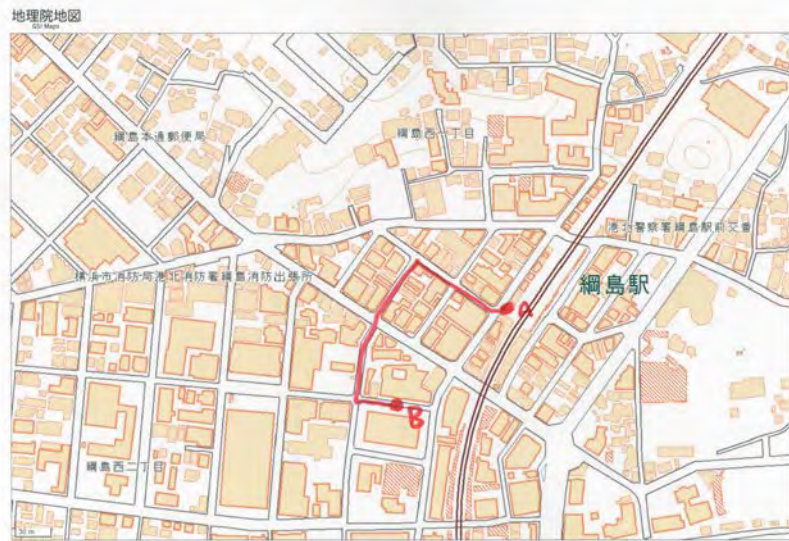 地理院地図
GSI Maps
綱島本通郵便局
綱島西一丁目
港北警察署綱島駅前交番
横浜市消防局港北消防署綱島消防出張所
綱島駅
A
B
綱島西二丁目
30 m